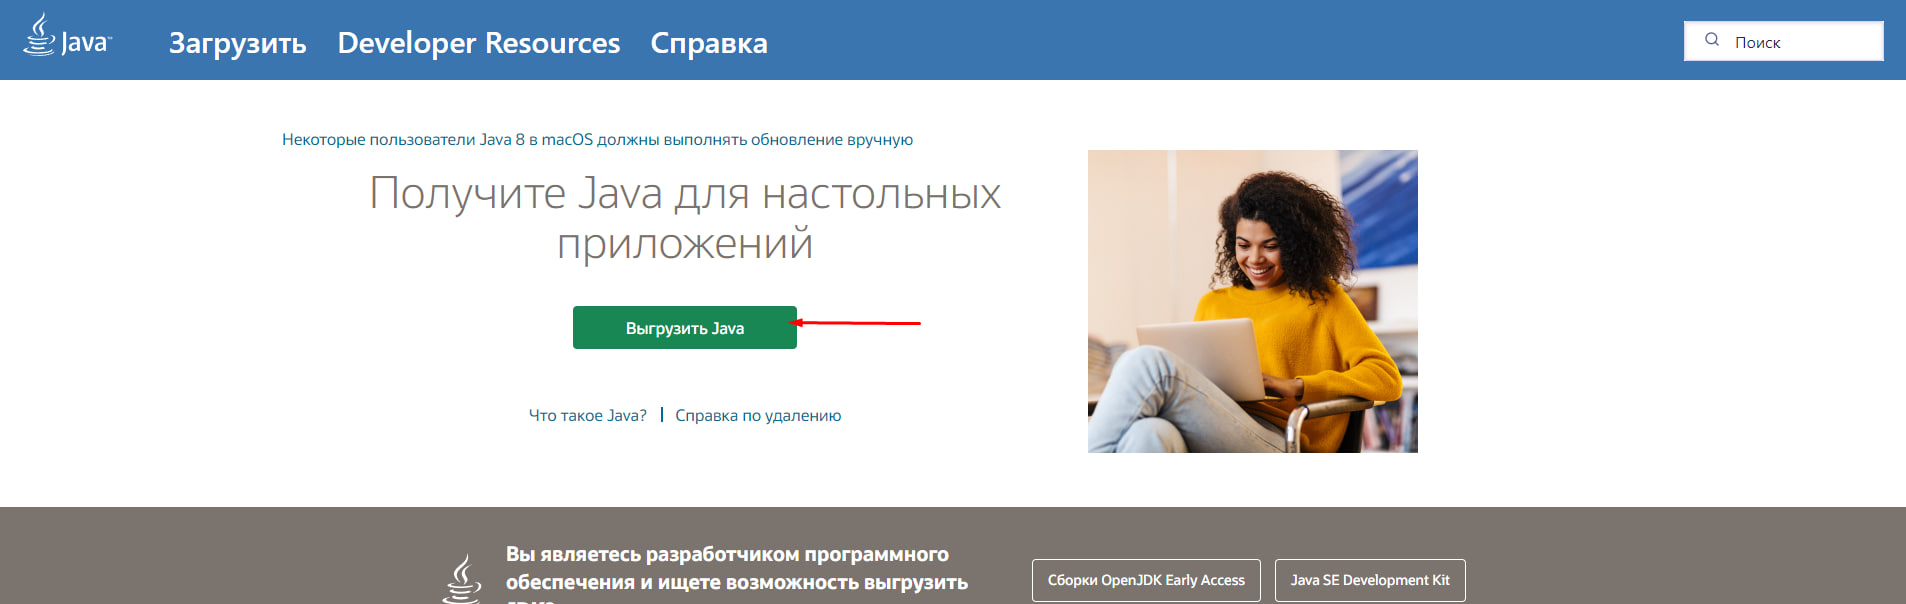 Java™
Загрузить Developer Resources Справка
Поиск
Некоторые пользователи Java 8 в macOS должны выполнять обновление вручную
Получите Java для настольных
приложений
Выгрузить Java
Что такое Java? | Справка по удалению
Вы являетесь разработчиком программного
обеспечения и ищете возможность выгрузить
Сборки OpenJDK Early Access
Java SE Development Kit